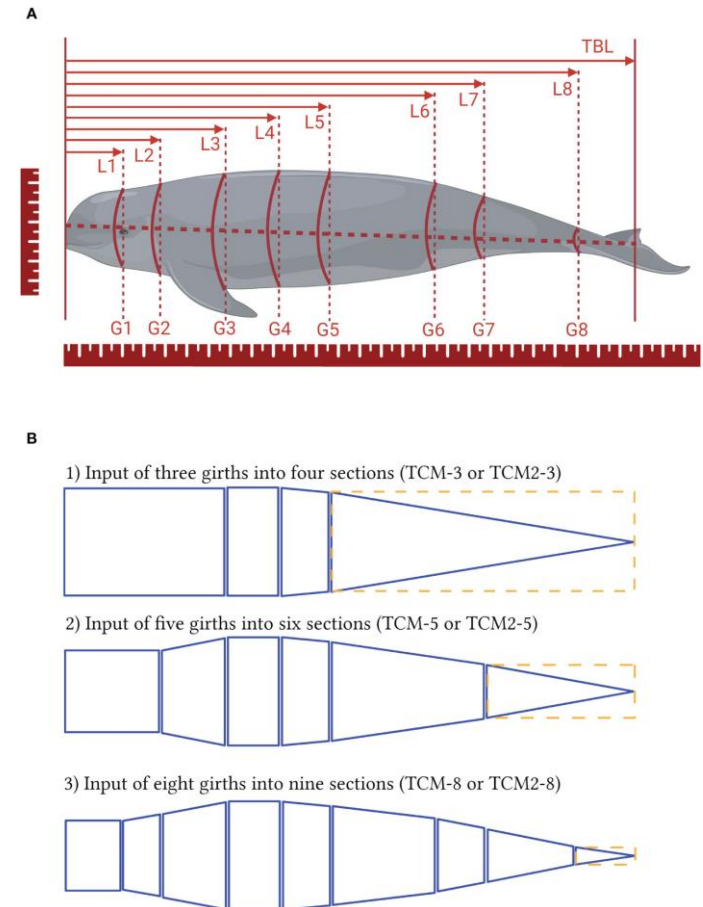 A
TBL
L8
L7
L6
L5
L4
L3
L2
L1
G1 G2 G3 G4 G5 G6 G7 G8
B
1) Input of three girths into four sections (TCM-3 or TCM2-3)
2) Input of five girths into six sections (TCM-5 or TCM2-5)
3) Input of eight girths into nine sections (TCM-8 or TCM2-8)